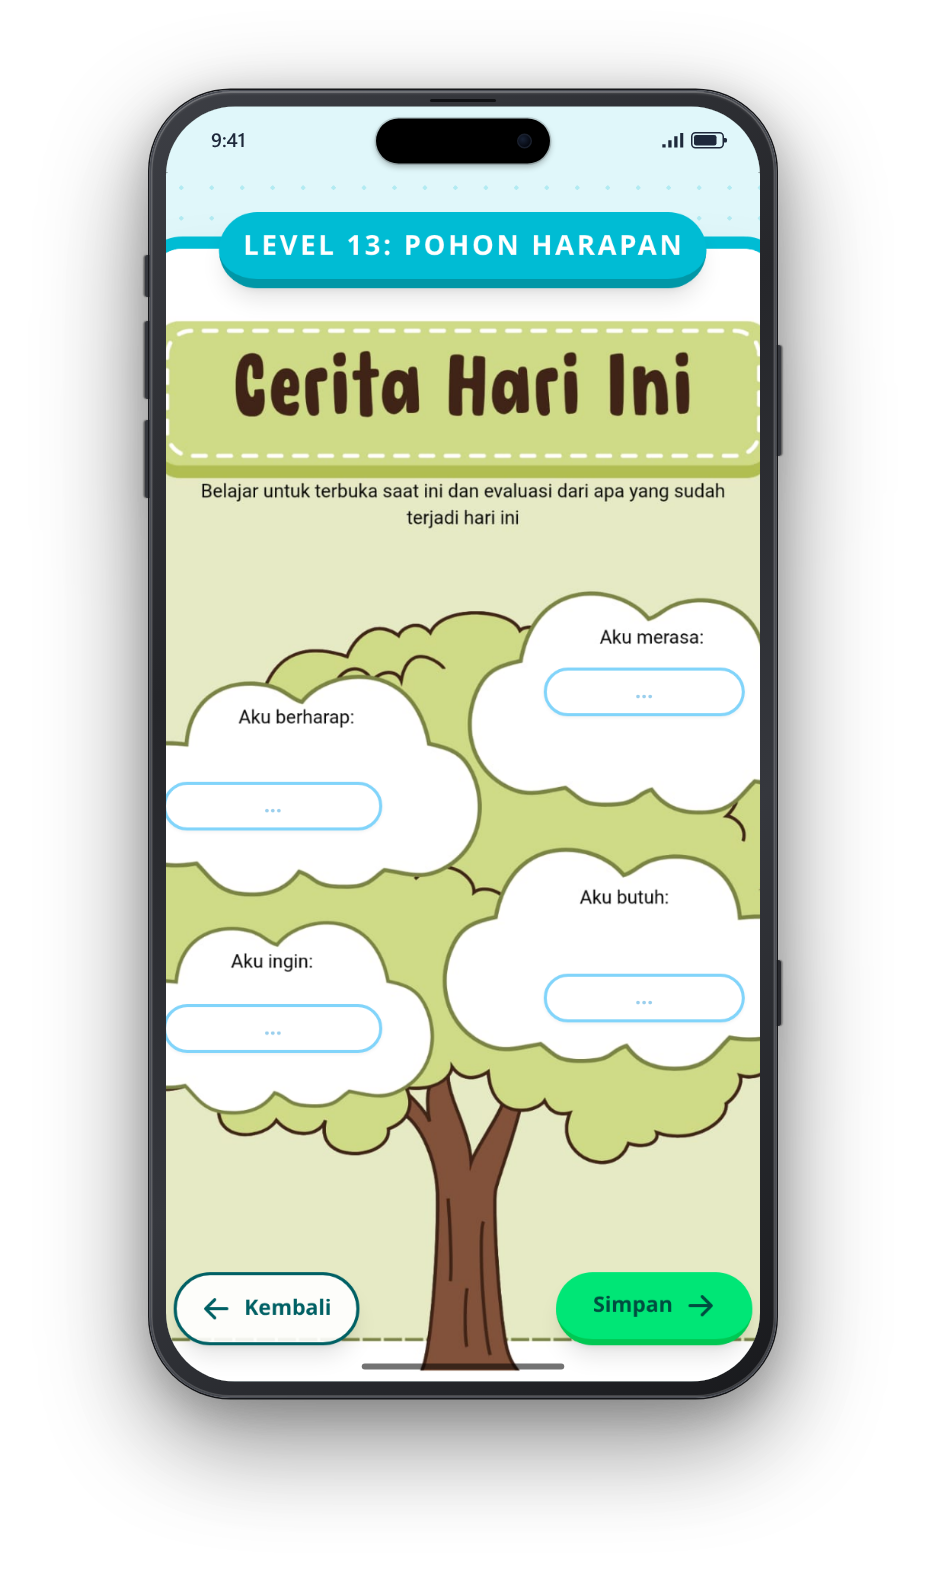 9:41
LEVEL 13: POHON HARAPAN
Cerita Hari Ini
Belajar untuk terbuka saat ini dan evaluasi dari apa yang sudah
terjadi hari ini
Aku merasa:
...
Aku berharap:
...
Aku butuh:
...
Aku ingin:
...
Kembali
Simpan